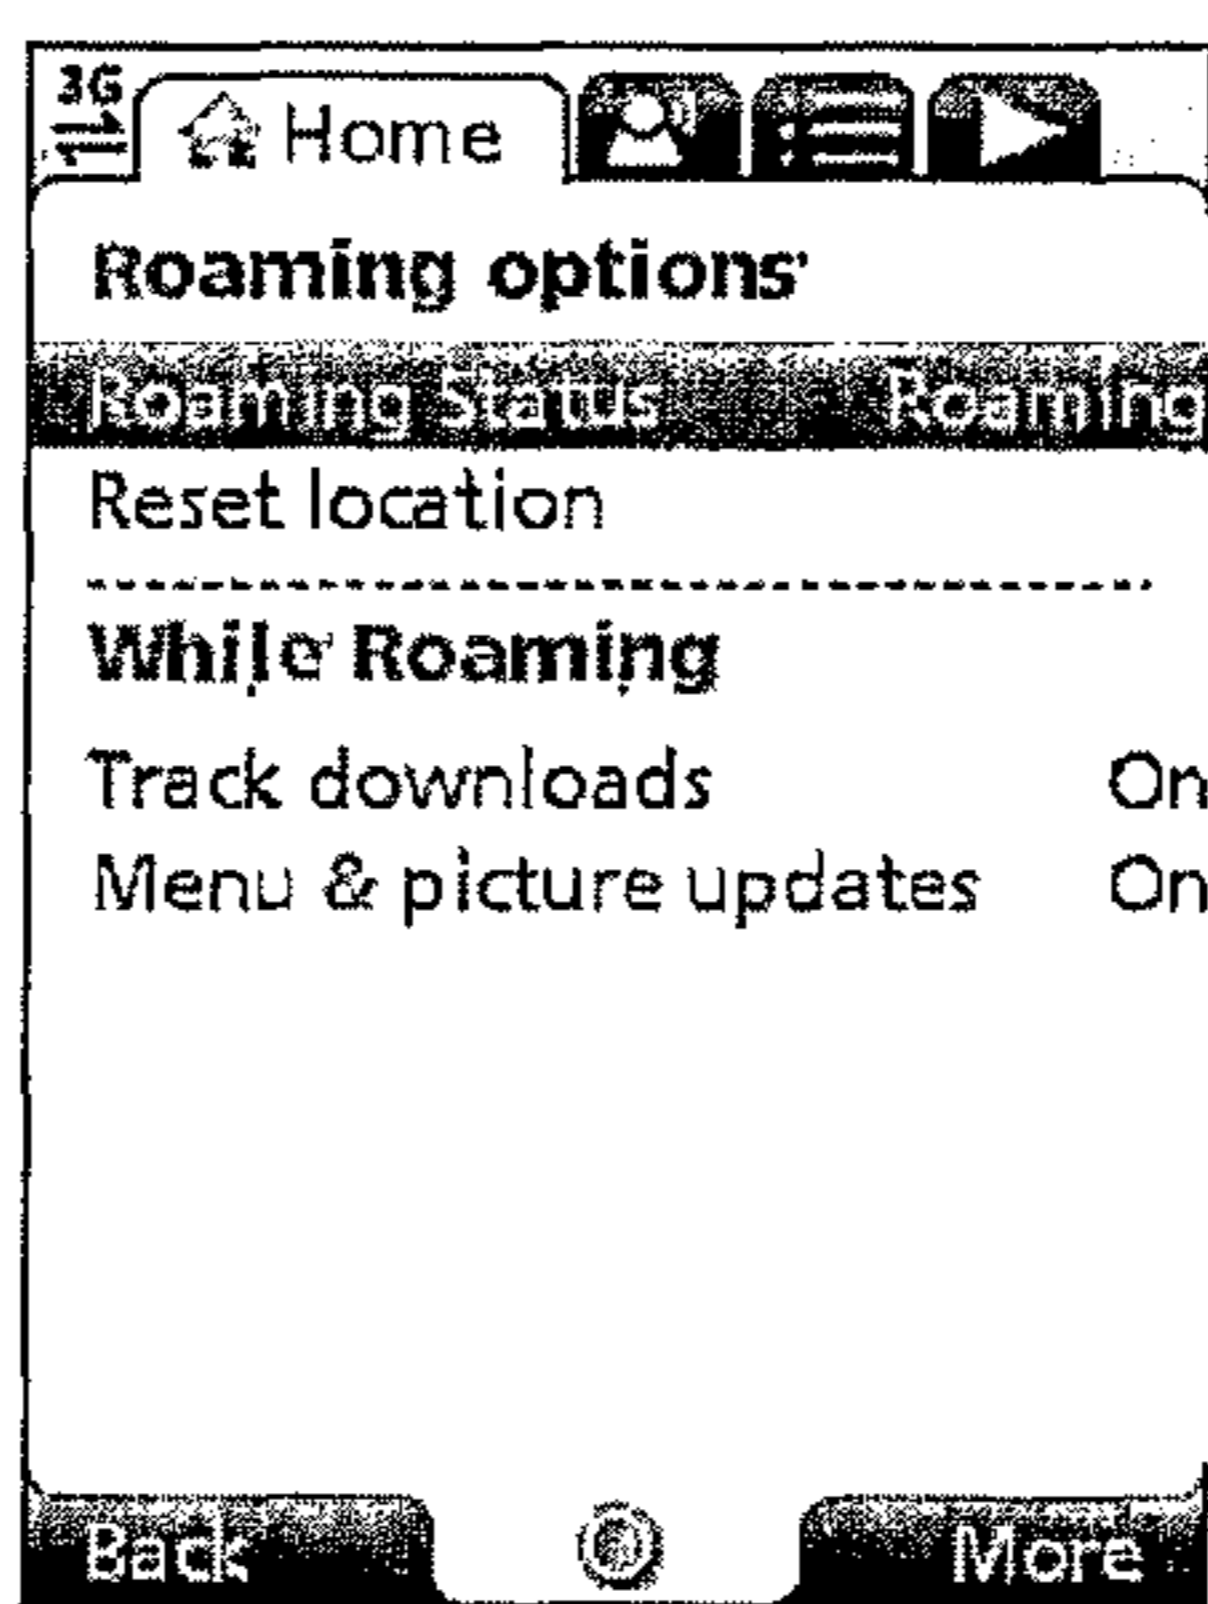 3G
Home
Roaming options
Roaming Status Roaming
Reset location
While Roaming
Track downloads On
Menu & picture updates On
Back More